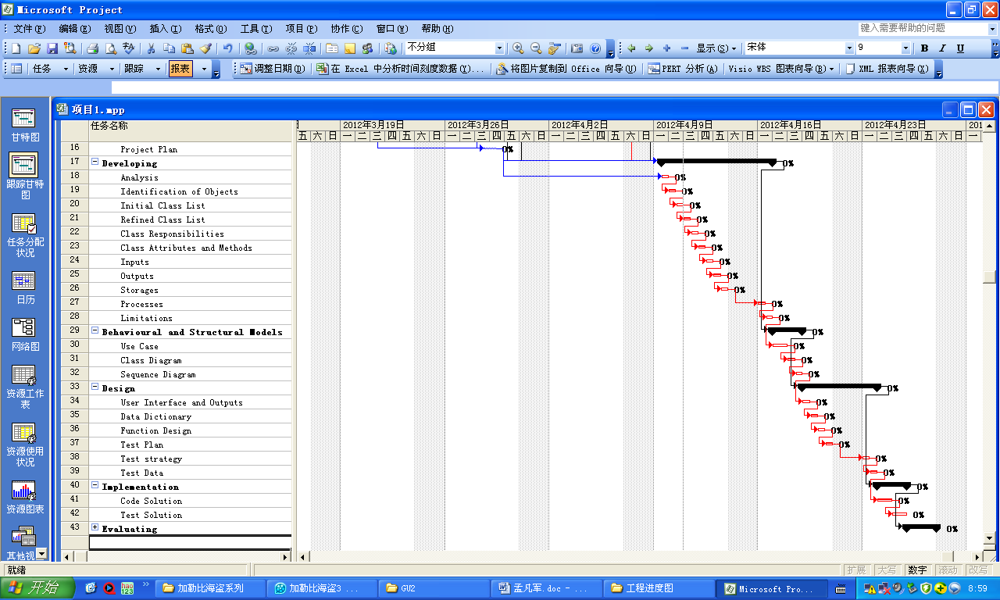 Microsoft Project
文件(F) 编辑(E) 视图(V) 插入(I) 格式(O) 工具(T) 项目(P) 协作(C) 窗口(W) 帮助(H) 键入需要帮助的问题
不分组 显示(S) 宋体 9 B I U
任务 资源 跟踪 报表 调整日期(D) 在 Excel 中分析时间刻度数据(Y)... 将图片复制到 Office 向导(U) PERT 分析(A) Visio WBS 图表向导(B) XML 报表向导(X)
项目1.mpp
任务名称 2012年3月19日 2012年3月26日 2012年4月2日 2012年4月9日 2012年4月16日 2012年4月23日 201
五 六 日 一 二 三 四 五 六 日 一 二 三 四 五 六 日 一 二 三 四 五 六 日 一 二 三 四 五 六 日 一 二 三 四 五 六 日 一 二 三 四 五 六 日 一
16 Project Plan 0%
17 Developing 0%
18 Analysis 0%
19 Identification of Objects 0%
20 Initial Class List 0%
21 Refined Class List 0%
22 Class Responsibilities 0%
23 Class Attributes and Methods 0%
24 Inputs 0%
25 Outputs 0%
26 Storages 0%
27 Processes 0%
28 Limitations 0%
29 Behavioural and Structural Models 0%
30 Use Case 0%
31 Class Diagram 0%
32 Sequence Diagram 0%
33 Design 0%
34 User Interface and Outputs 0%
35 Data Dictionary 0%
36 Function Design 0%
37 Test Plan 0%
38 Test strategy 0%
39 Test Data 0%
40 Implementation 0%
41 Code Solution 0%
42 Test Solution 0%
43 Evaluating 0%
甘特图
跟踪甘特
图
任务分配
状况
日历
网络图
资源工作
表
资源使用
状况
资源图表
其他视
就绪 扩展 大写 数字 滚动 改写
开始 hao 123 加勒比海盗系列 加勒比海盗3 ... GU2 孟凡军.doc - ... 工程进度图 Microsoft Pro... 8:59